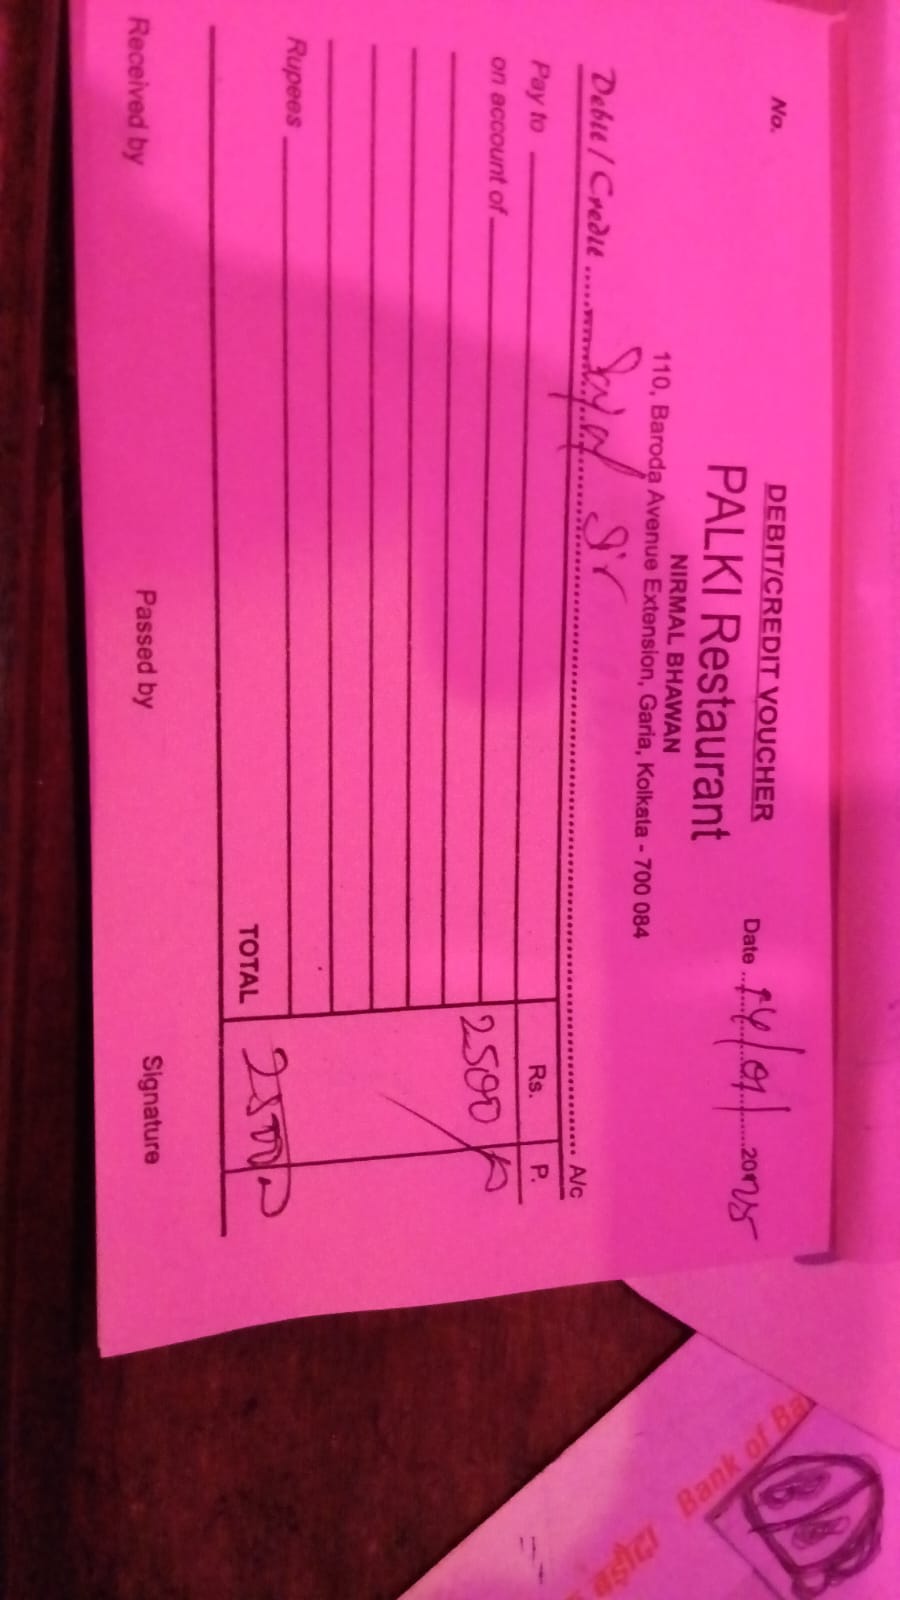 DEBIT/CREDIT VOUCHER
No.
PALKI Restaurant
Date 14/01/2025
NIRMAL BHAWAN
110, Baroda Avenue Extension, Garia, Kolkata - 700 084
Debit / Credit ........ Sir ........ A/c
Pay to
Rs. P.
on account of
2500
Rupees
TOTAL 2500
Received by Passed by Signature
Bank of Ba
बड़ौदा